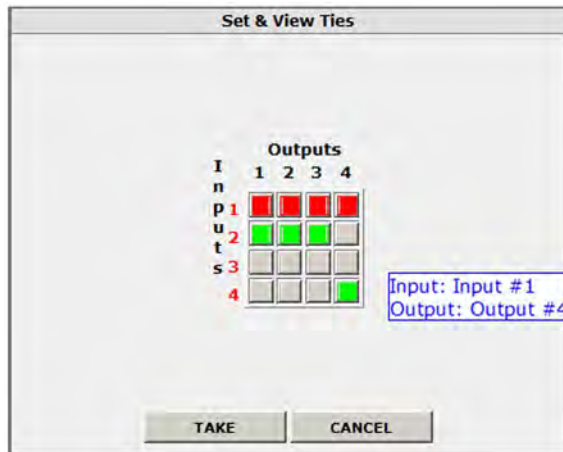 Set & View Ties
Outputs
1 2 3 4
Inputs
1
2
3
4
Input: Input #1
Output: Output #4
TAKE CANCEL